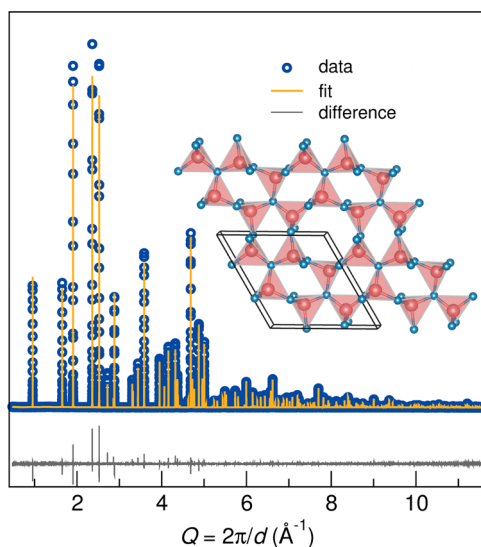 data
fit
difference
2 4 6 8 10
Q = 2π/d (Å⁻¹)